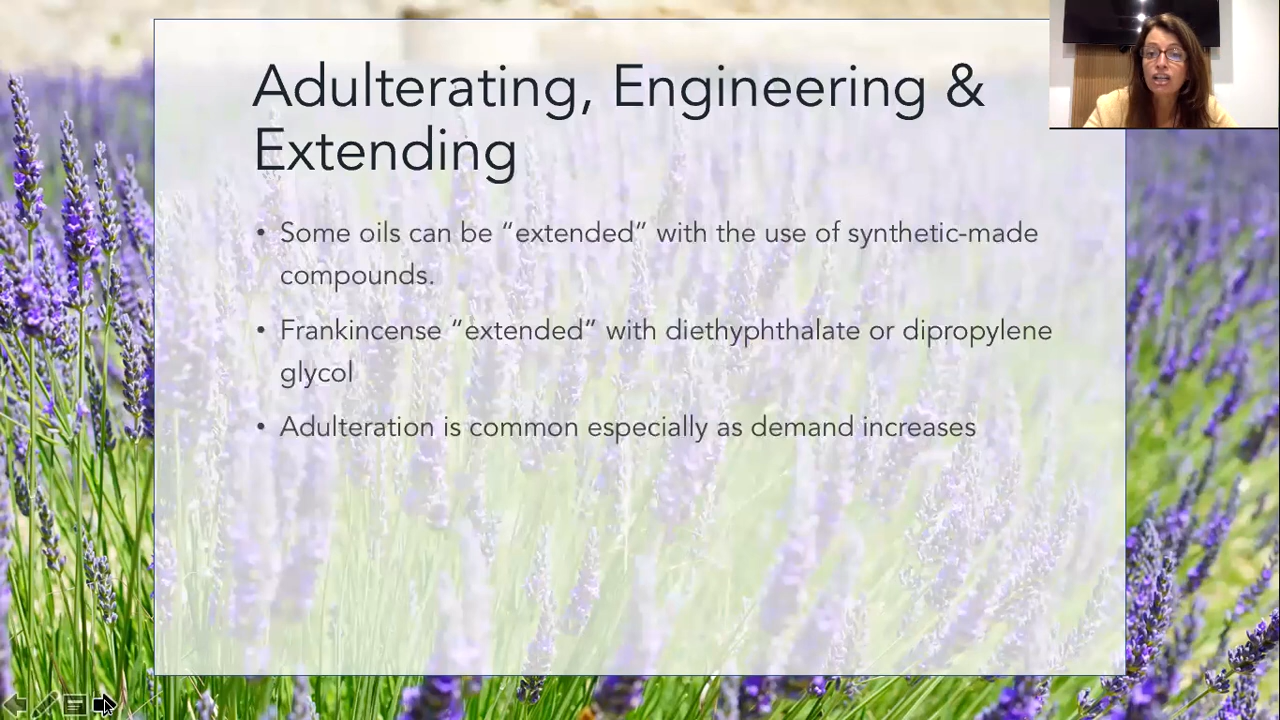 Adulterating, Engineering &
Extending
• Some oils can be “extended” with the use of synthetic-made
compounds.
• Frankincense “extended” with diethyphthalate or dipropylene
glycol
• Adulteration is common especially as demand increases